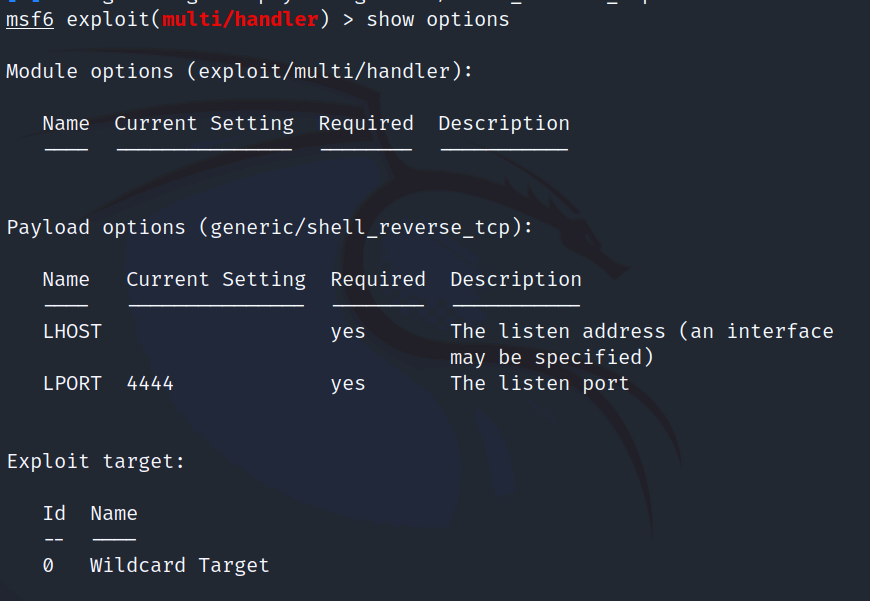 msf6 exploit(multi/handler) > show options
Module options (exploit/multi/handler):
Name  Current Setting  Required  Description
----  ---------------  --------  -----------
Payload options (generic/shell_reverse_tcp):
Name   Current Setting  Required  Description
----   ---------------  --------  -----------
LHOST                   yes       The listen address (an interface
may be specified)
LPORT  4444             yes       The listen port
Exploit target:
Id  Name
--  ----
0   Wildcard Target